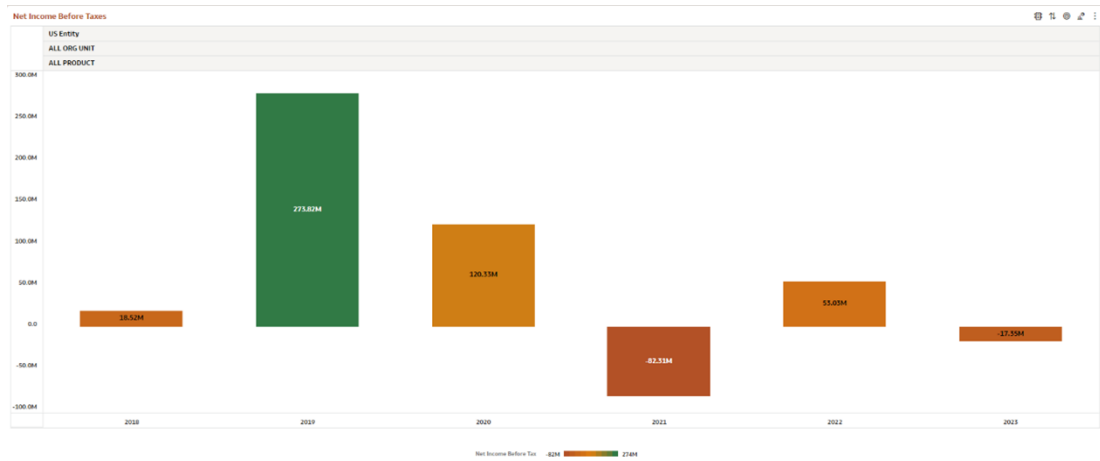 Net Income Before Taxes
US Entity
ALL ORG UNIT
ALL PRODUCT
300.0M
250.0M
200.0M
150.0M
100.0M
50.0M
0.0
-50.0M
-100.0M
18.52M
273.82M
120.33M
-82.31M
53.03M
-17.35M
2018 2019 2020 2021 2022 2023
Net Income Before Tax -82M 274M